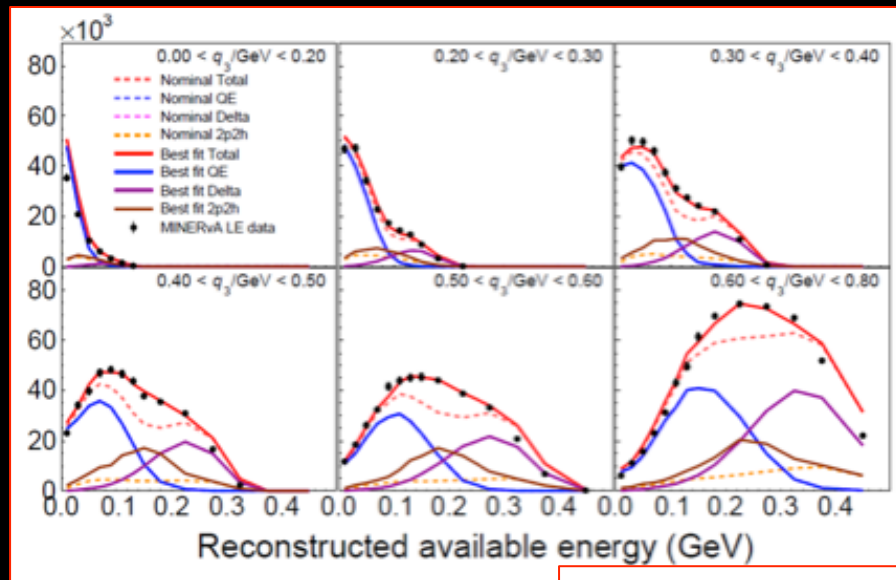 ×10³
0.00 < q₃/GeV < 0.20
0.20 < q₃/GeV < 0.30
0.30 < q₃/GeV < 0.40
80
60
40
20
0
Nominal Total
Nominal QE
Nominal Delta
Nominal 2p2h
Best fit Total
Best fit QE
Best fit Delta
Best fit 2p2h
MINERvA LE data
0.40 < q₃/GeV < 0.50
0.50 < q₃/GeV < 0.60
0.60 < q₃/GeV < 0.80
80
60
40
20
0
0.0 0.1 0.2 0.3 0.4 0.0 0.1 0.2 0.3 0.4 0.0 0.1 0.2 0.3 0.4
Reconstructed available energy (GeV)